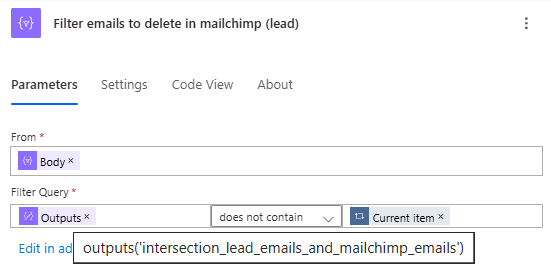 Filter emails to delete in mailchimp (lead)
Parameters Settings Code View About
From *
Body ×
Filter Query *
Outputs × does not contain Current item ×
Edit in ad
outputs('intersection_lead_emails_and_mailchimp_emails')